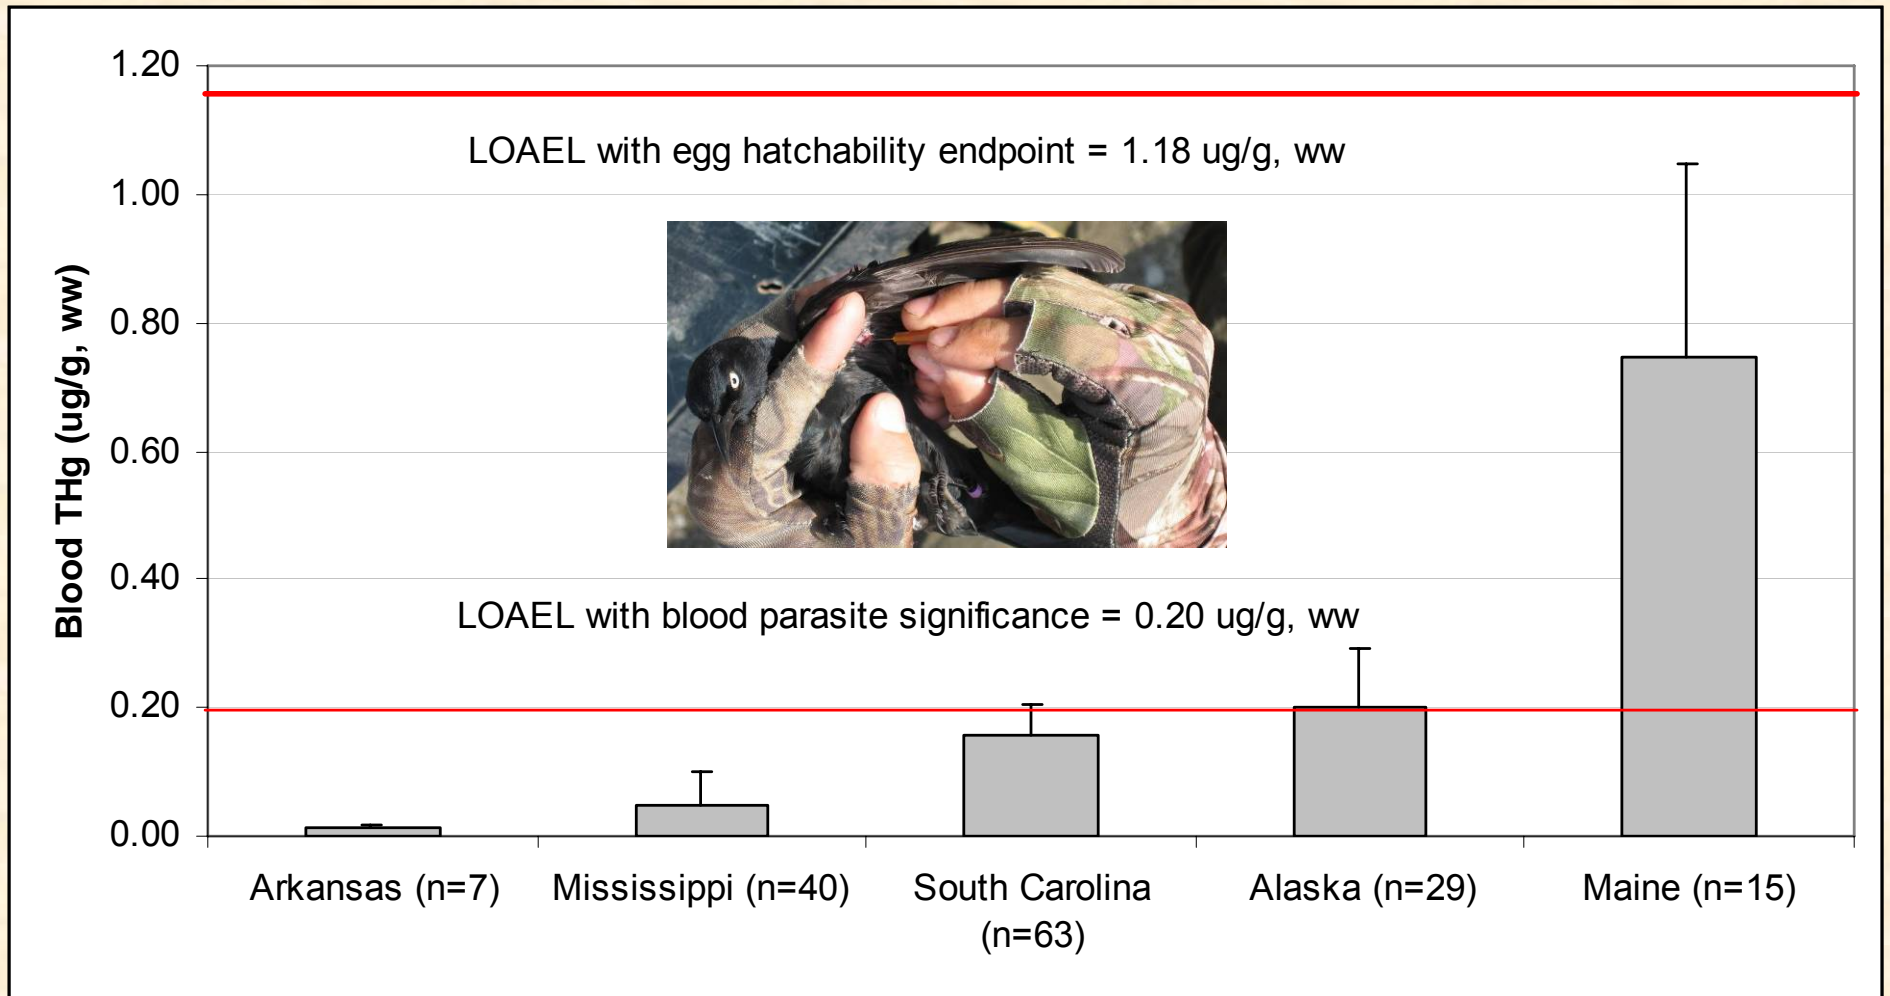 1.20
LOAEL with egg hatchability endpoint = 1.18 ug/g, ww
1.00
0.80
0.60
0.40
LOAEL with blood parasite significance = 0.20 ug/g, ww
0.20
0.00
Blood THg (ug/g, ww)
Arkansas (n=7)
Mississippi (n=40)
South Carolina
(n=63)
Alaska (n=29)
Maine (n=15)